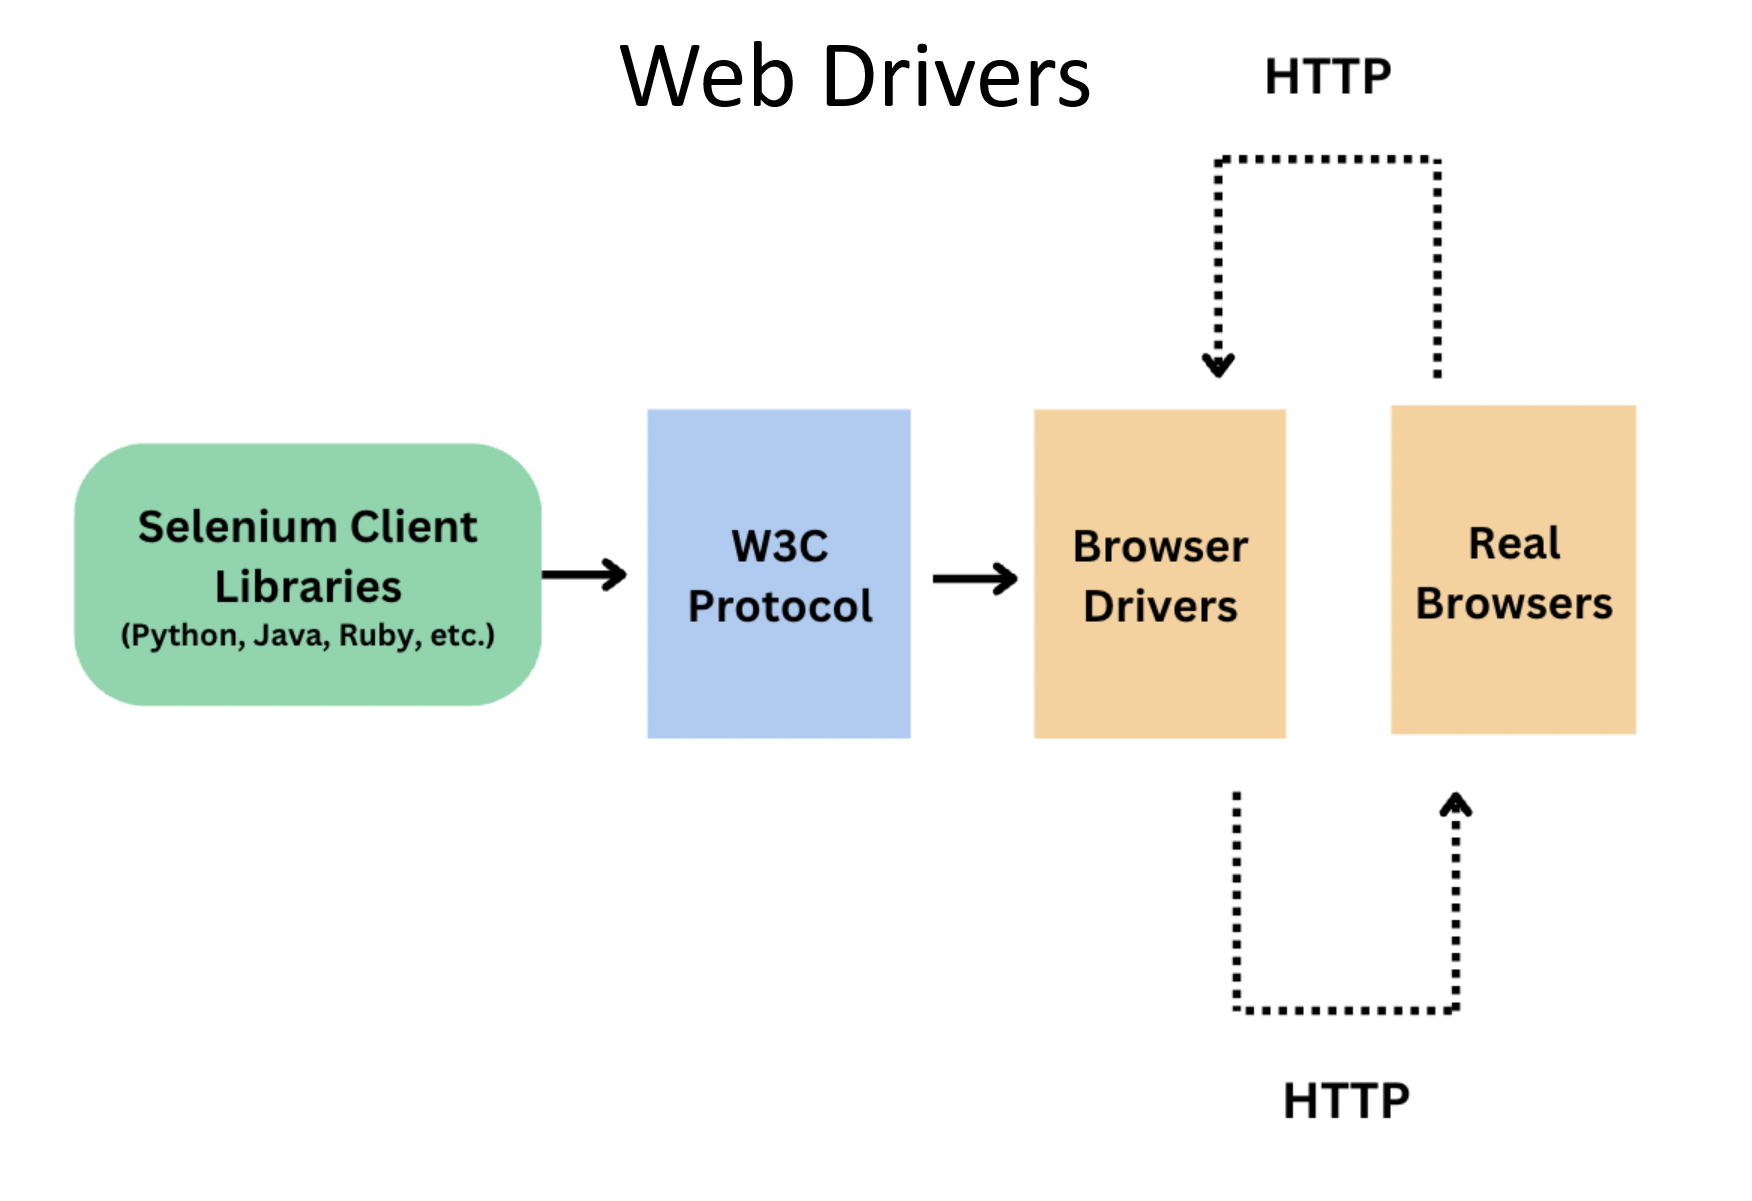 Web Drivers
HTTP
Selenium Client
Libraries
(Python, Java, Ruby, etc.)
W3C
Protocol
Browser
Drivers
Real
Browsers
HTTP